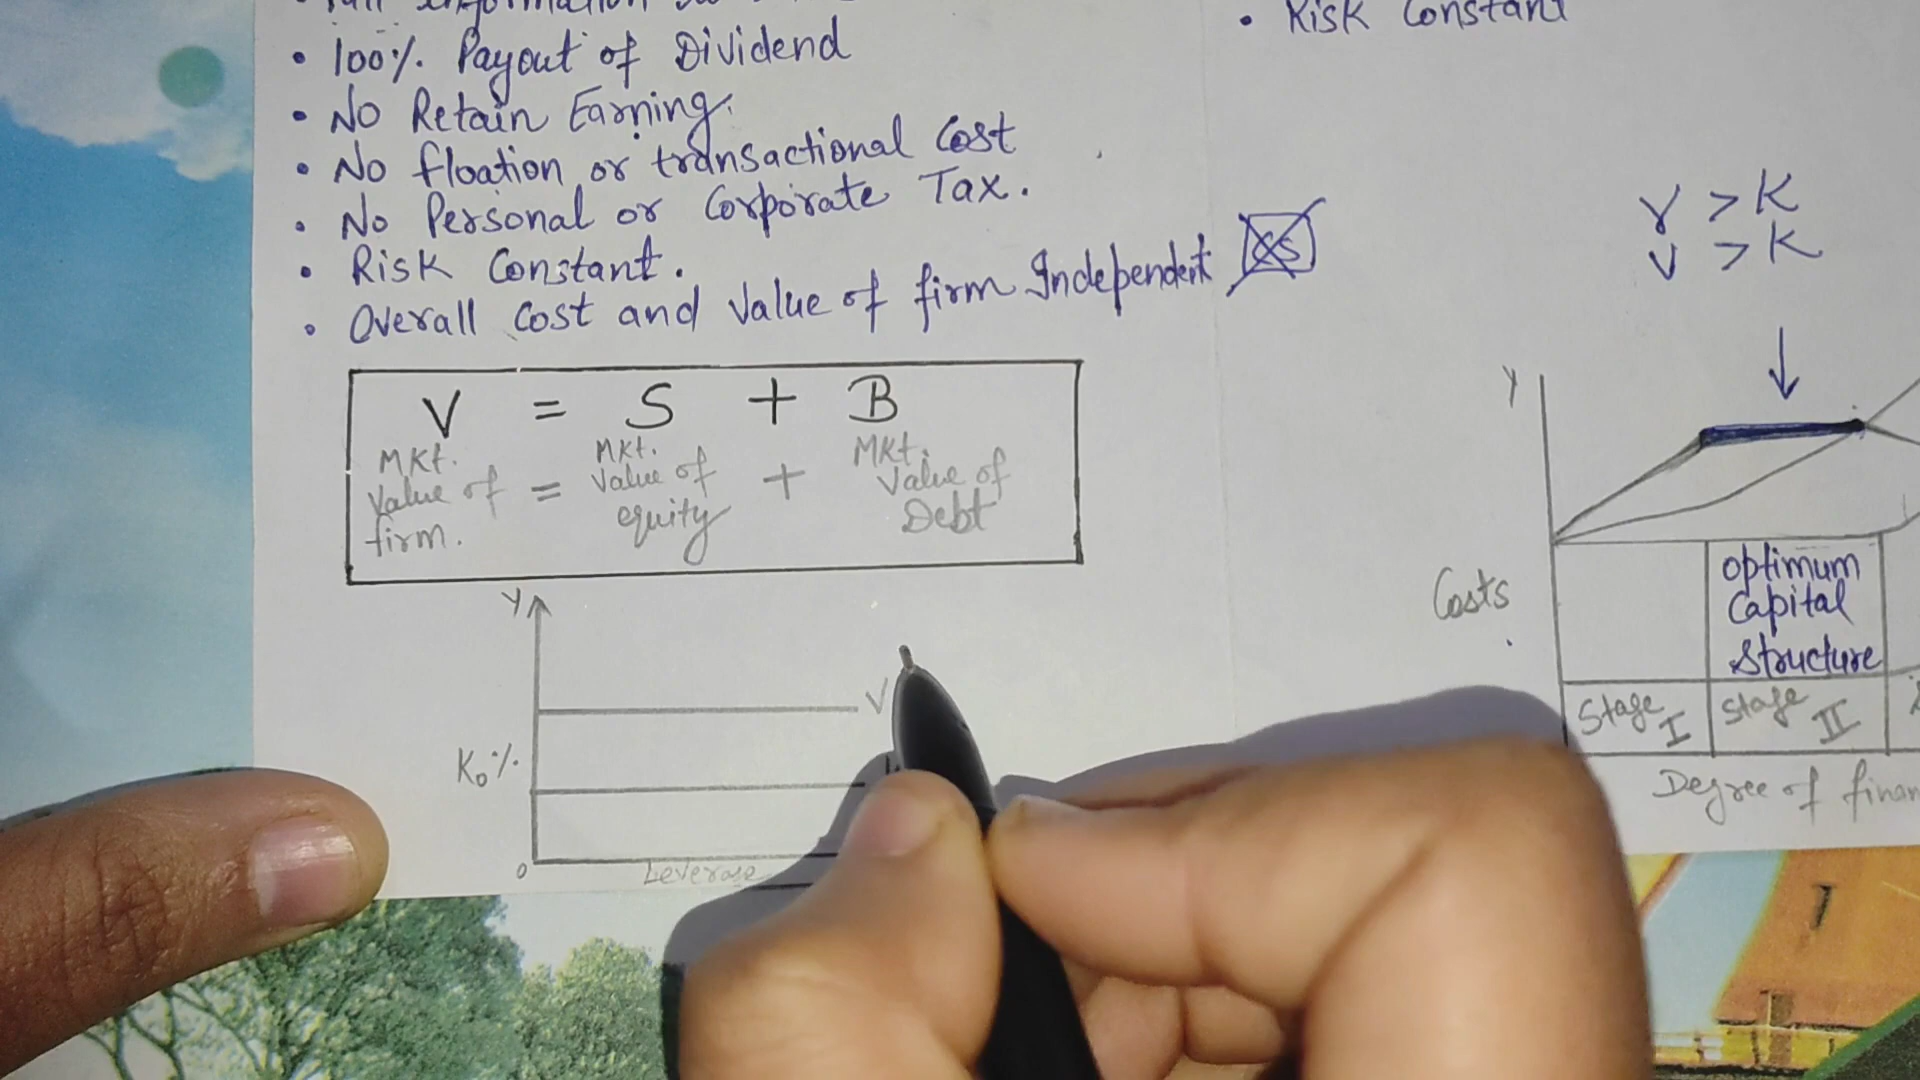 • 100%. Payout of Dividend
• No Retain Earning.
• No floation or transactional Cost
• No Personal or Corporate Tax.
• Risk Constant.
• Overall Cost and Value of firm Independent CS
V = S + B
MKt. Value of firm. = MKt. Value of equity + MKt. Value of Debt
Y
V
K₀%.
0
Leverage
• Risk Constant
r > K
V > K
Y
Costs
Optimum
Capital
Structure
Stage I
Stage II
Degree of